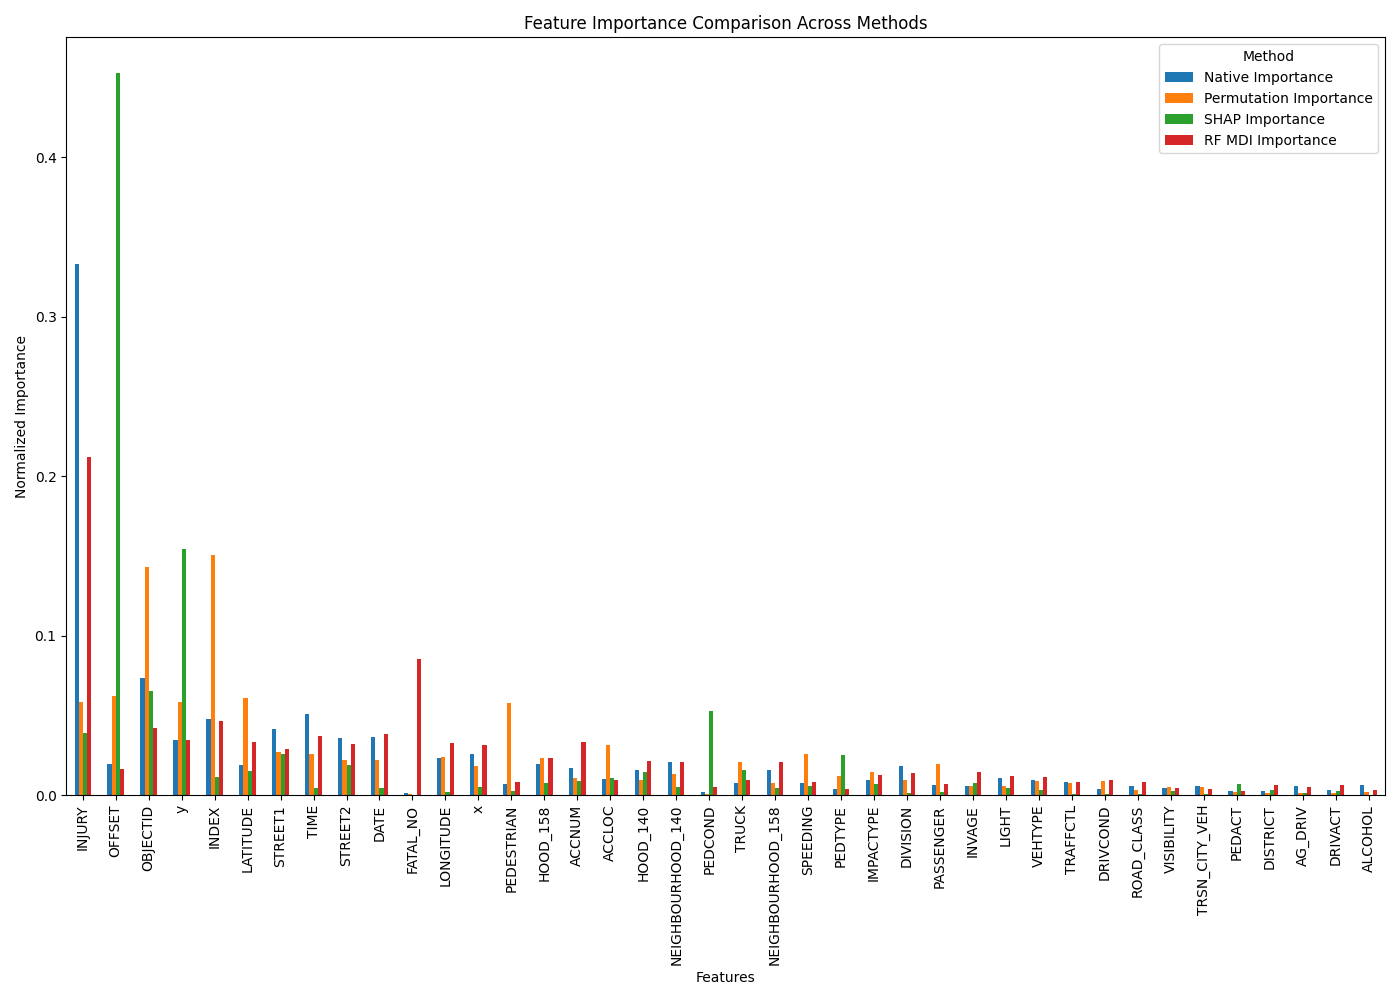 Feature Importance Comparison Across Methods
Method
Native Importance
Permutation Importance
SHAP Importance
RF MDI Importance
Normalized Importance
0.4
0.3
0.2
0.1
0.0
INJURY
OFFSET
OBJECTID
y
INDEX
LATITUDE
STREET1
TIME
STREET2
DATE
FATAL_NO
LONGITUDE
x
PEDESTRIAN
HOOD_158
ACCNUM
ACCLOC
HOOD_140
NEIGHBOURHOOD_140
PEDCOND
TRUCK
NEIGHBOURHOOD_158
SPEEDING
PEDTYPE
IMPACTYPE
DIVISION
PASSENGER
INVAGE
LIGHT
VEHTYPE
TRAFFCTL
DRIVCOND
ROAD_CLASS
VISIBILITY
TRSN_CITY_VEH
PEDACT
DISTRICT
AG_DRIV
DRIVACT
ALCOHOL
Features